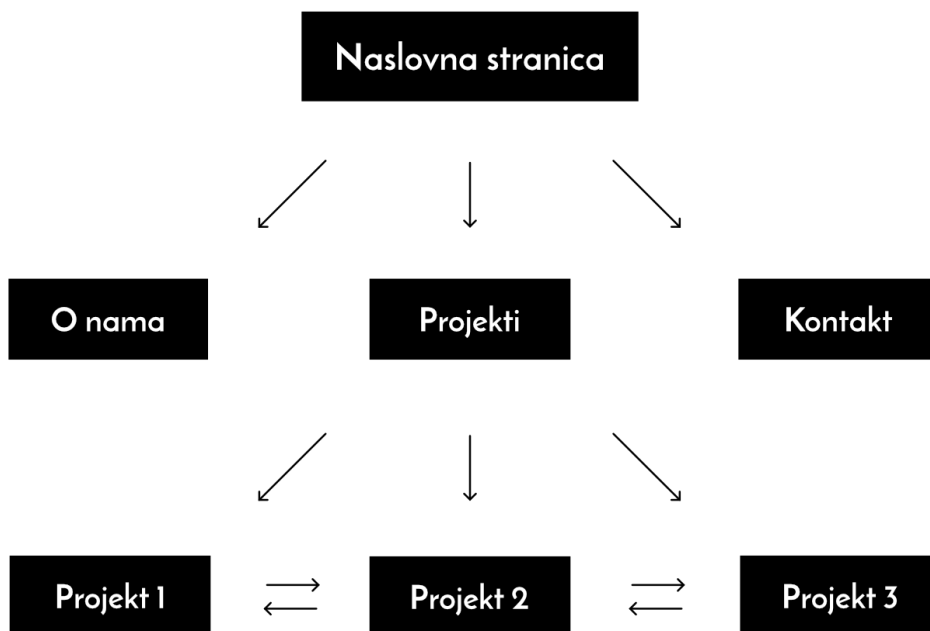 Naslovna stranica
O nama
Projekti
Kontakt
Projekt 1
Projekt 2
Projekt 3